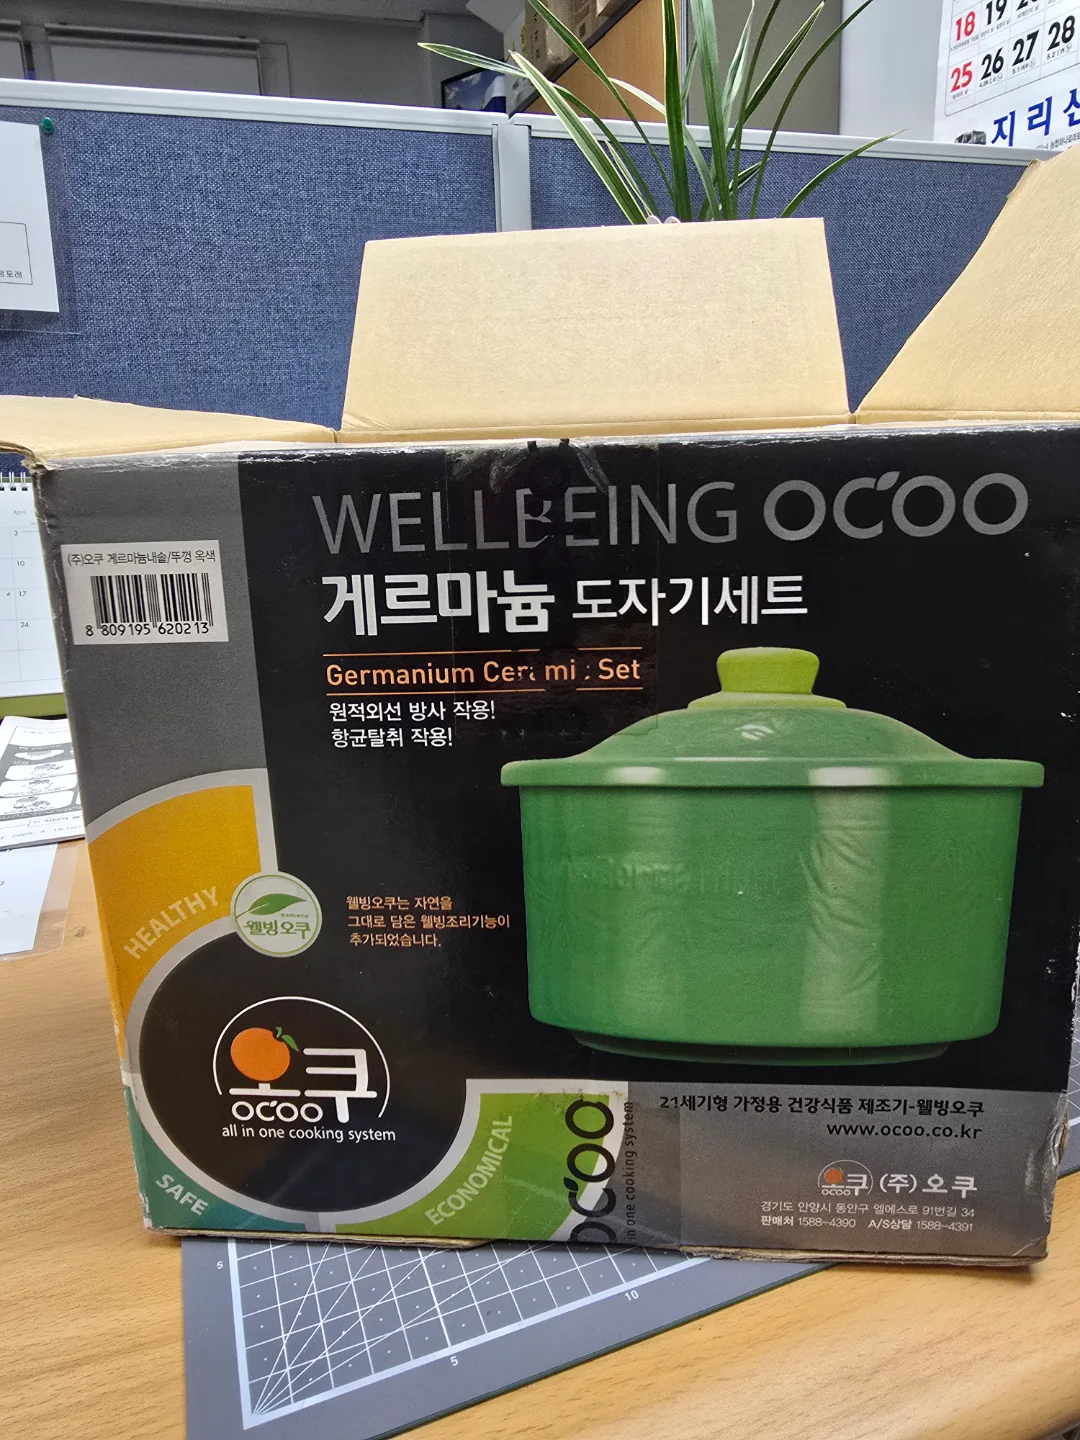 18 19
25 26 27 28
지리산
WELLBEING OCOO
(주)오쿠 게르마늄내솥/뚜껑 옥색
8 809195 620213
게르마늄 도자기세트
Germanium Ceramic Set
원적외선 방사 작용!
항균탈취 작용!
HEALTHY
웰빙오쿠
웰빙오쿠는 자연을
그대로 담은 웰빙조리기능이
추가되었습니다.
오쿠
OCOO
all in one cooking system
SAFE
ECONOMICAL
OCOO
in one cooking system
21세기형 가정용 건강식품 제조기-웰빙오쿠
www.ocoo.co.kr
오쿠 OCOO (주)오쿠
경기도 안양시 동안구 엘에스로 91번길 34
판매처 1588-4390 A/S상담 1588-4391
5
10
5